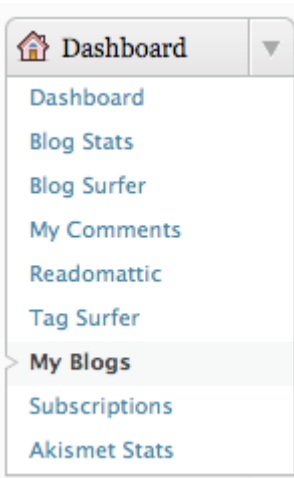 Dashboard
Dashboard
Blog Stats
Blog Surfer
My Comments
Readomattic
Tag Surfer
My Blogs
Subscriptions
Akismet Stats